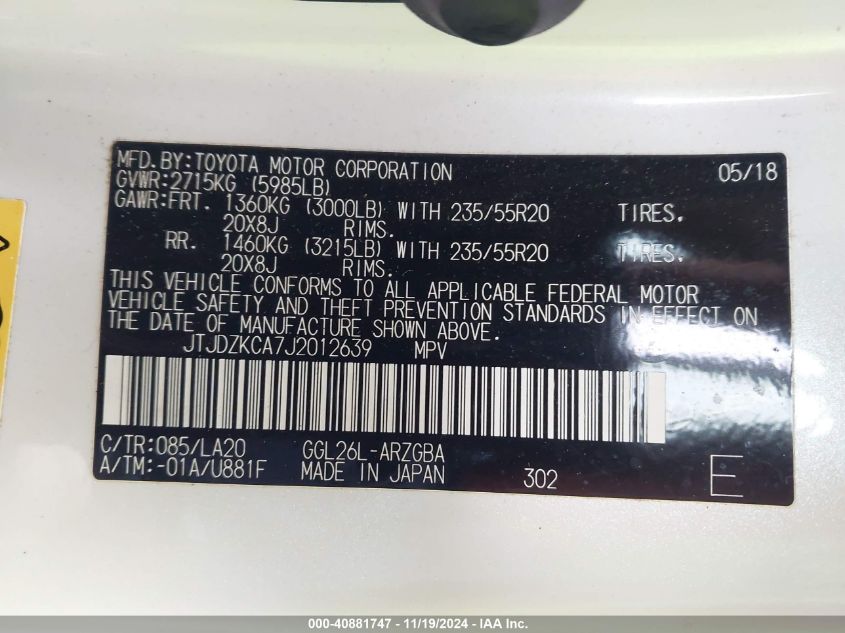 MFD.BY:TOYOTA MOTOR CORPORATION 05/18
GVWR:2715KG (5985LB)
GAWR:FRT. 1360KG (3000LB) WITH 235/55R20 TIRES.
20X8J RIMS.
RR. 1460KG (3215LB) WITH 235/55R20 TIRES.
20X8J RIMS.
THIS VEHICLE CONFORMS TO ALL APPLICABLE FEDERAL MOTOR
VEHICLE SAFETY AND THEFT PREVENTION STANDARDS IN EFFECT ON
THE DATE OF MANUFACTURE SHOWN ABOVE.
JTJDZKCA7J2012639 MPV
C/TR:085/LA20 GGL26L-ARZGBA
A/TM:-01A/U881F MADE IN JAPAN 302 E
000-40881747 - 11/19/2024 - IAA Inc.